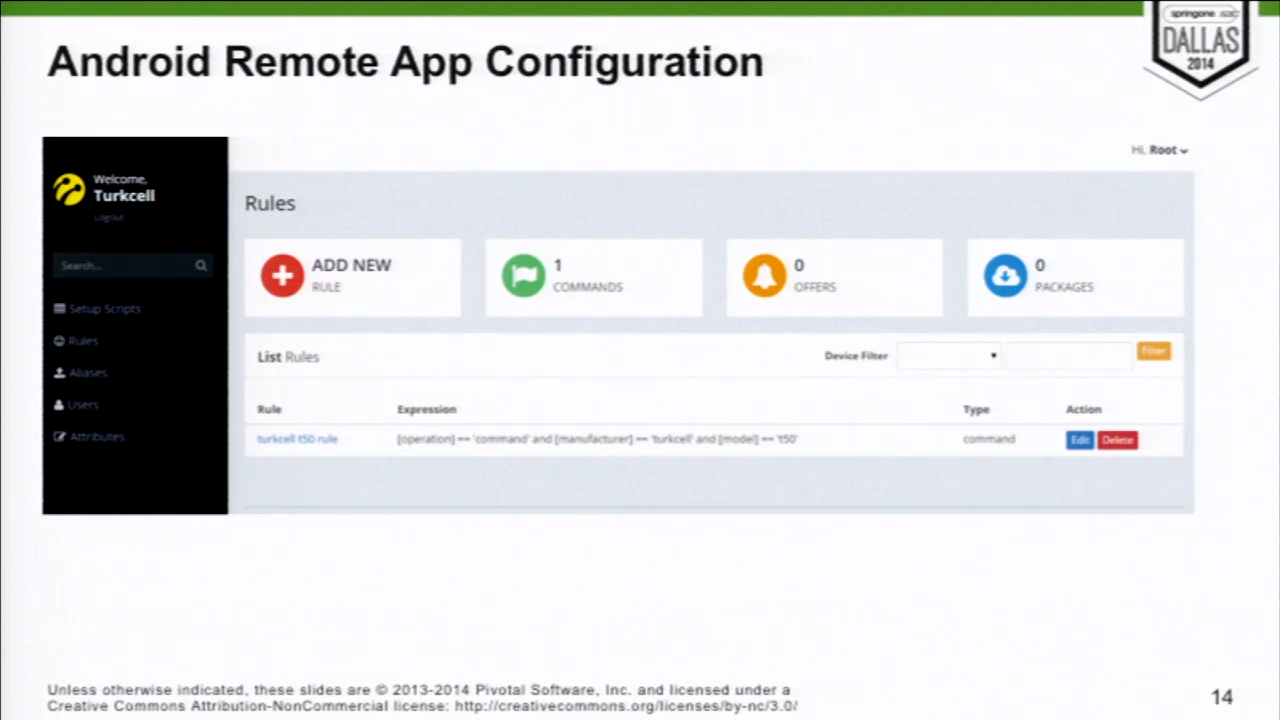 springone 2GX
DALLAS
2014
Android Remote App Configuration
Hi, Root
Welcome,
Turkcell
Logout
Search...
Setup Scripts
Rules
Aliases
Users
Attributes
Rules
ADD NEW
RULE
1
COMMANDS
0
OFFERS
0
PACKAGES
List Rules
Device Filter
Filter
Rule Expression Type Action
turkcell t50 rule [operation] == 'command' and [manufacturer] == 'turkcell' and [model] == 't50' command Edit Delete
Unless otherwise indicated, these slides are © 2013-2014 Pivotal Software, Inc. and licensed under a
Creative Commons Attribution-NonCommercial license: http://creativecommons.org/licenses/by-nc/3.0/
14